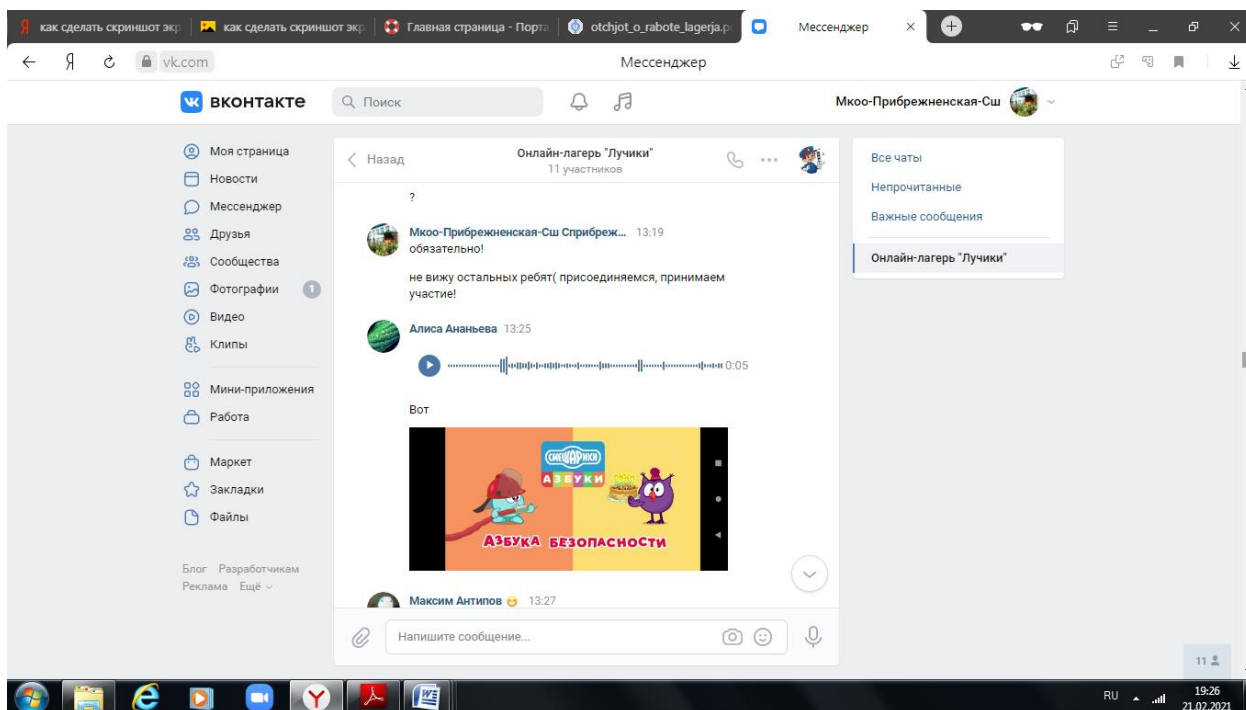 Я как сделать скриншот экр
как сделать скриншот экр
Главная страница - Порта
otchjot_o_rabote_lagerja.p
Мессенджер
vk.com
Мессенджер
ВКОНТАКТЕ
Поиск
Мкоо-Прибрежненская-Сш
Моя страница
Новости
Мессенджер
Друзья
Сообщества
Фотографии 1
Видео
Клипы
Мини-приложения
Работа
Маркет
Закладки
Файлы
Блог Разработчикам
Реклама Ещё
Назад
Онлайн-лагерь "Лучики"
11 участников
?
Мкоо-Прибрежненская-Сш Сприбреж... 13:19
обязательно!
не вижу остальных ребят( присоединяемся, принимаем
участие!
Алиса Ананьева 13:25
0:05
Вот
СМЕШАРИКИ
АЗБУКИ
АЗБУКА БЕЗОПАСНОСТИ
Максим Антипов 13:27
Напишите сообщение...
Все чаты
Непрочитанные
Важные сообщения
Онлайн-лагерь "Лучики"
11
RU
19:26
21.02.2021